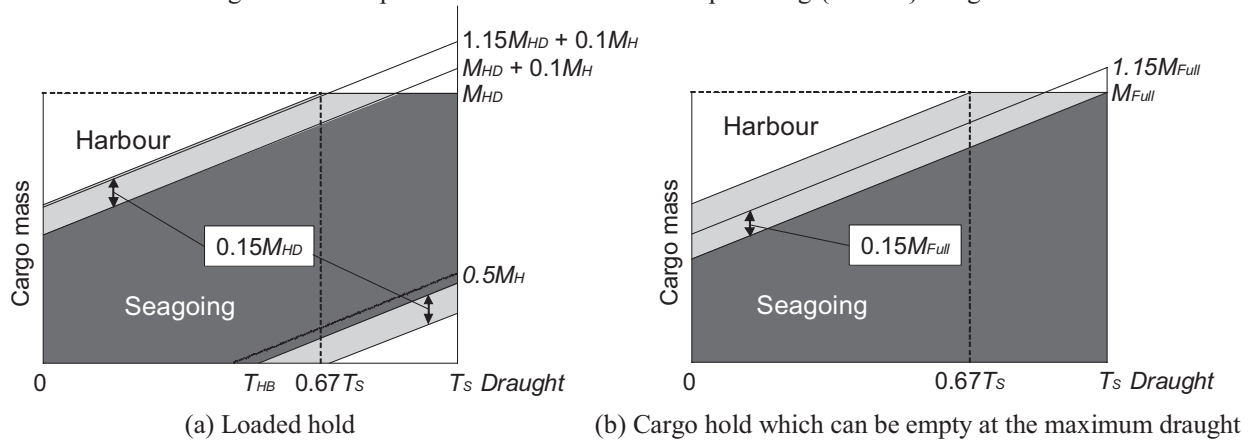 1.15MHD + 0.1MH
MHD + 0.1MH
MHD
Harbour
0.15MHD
0.5MH
Seagoing
Cargo mass
0 THB 0.67TS TS Draught
(a) Loaded hold
1.15MFull
MFull
Harbour
0.15MFull
Seagoing
Cargo mass
0 0.67TS TS Draught
(b) Cargo hold which can be empty at the maximum draught